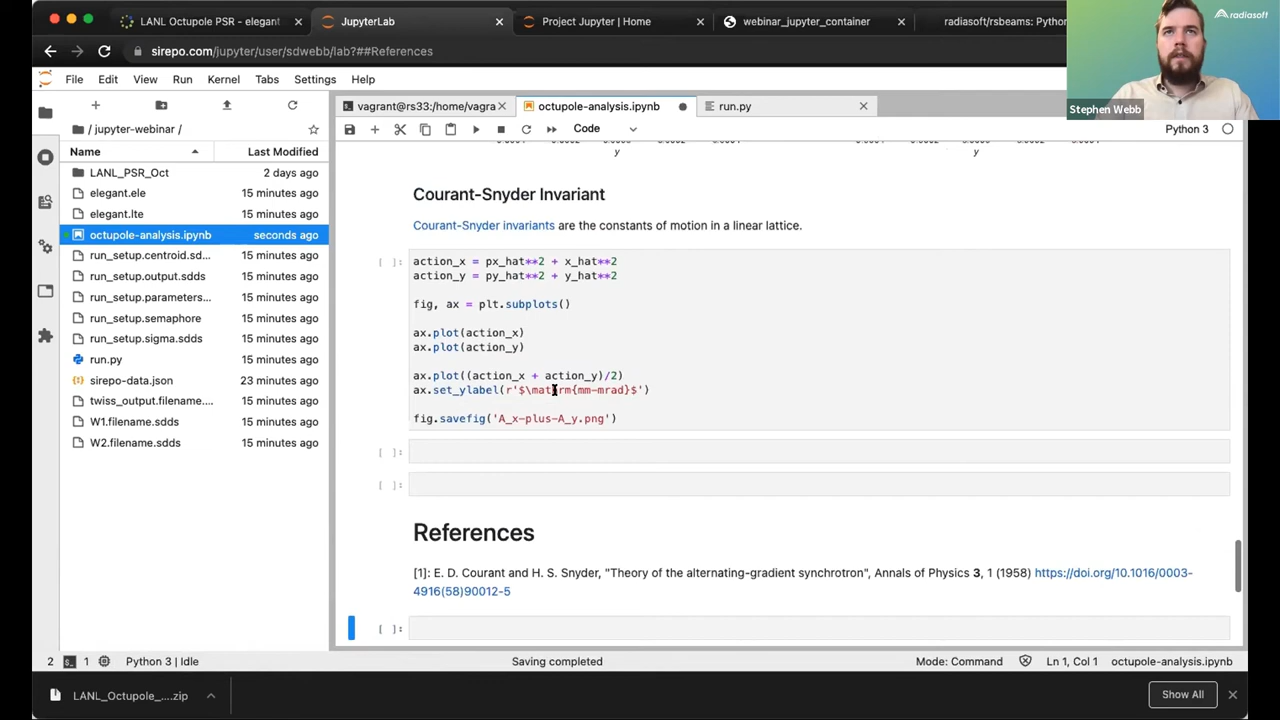 LANL Octupole PSR - elegant
JupyterLab
Project Jupyter | Home
webinar_jupyter_container
radiasoft/rsbeams: Python
radiasoft
sirepo.com/jupyter/user/sdwebb/lab?##References
File Edit View Run Kernel Tabs Settings Help
Stephen Webb
vagrant@rs33:/home/vagra
octupole-analysis.ipynb
run.py
Code
Python 3
/ jupyter-webinar /
Name Last Modified
LANL_PSR_Oct 2 days ago
elegant.ele 15 minutes ago
elegant.lte 15 minutes ago
octupole-analysis.ipynb seconds ago
run_setup.centroid.sd... 15 minutes ago
run_setup.output.sdds 15 minutes ago
run_setup.parameters... 15 minutes ago
run_setup.semaphore 15 minutes ago
run_setup.sigma.sdds 15 minutes ago
run.py 15 minutes ago
sirepo-data.json 15 minutes ago
twiss_output.filename... 15 minutes ago
W1.filename.sdds 15 minutes ago
W2.filename.sdds 15 minutes ago
y y
Courant-Snyder Invariant
Courant-Snyder invariants are the constants of motion in a linear lattice.
[ ]: action_x = px_hat**2 + x_hat**2
action_y = py_hat**2 + y_hat**2
fig, ax = plt.subplots()
ax.plot(action_x)
ax.plot(action_y)
ax.plot((action_x + action_y)/2)
ax.set_ylabel(r'$\mathrm{mm-mrad}$')
fig.savefig('A_x-plus-A_y.png')
[ ]:
[ ]:
References
[1]: E. D. Courant and H. S. Snyder, "Theory of the alternating-gradient synchrotron", Annals of Physics 3, 1 (1958) https://doi.org/10.1016/0003-
4916(58)90012-5
[ ]:
2 1 Python 3 | Idle Saving completed Mode: Command Ln 1, Col 1 octupole-analysis.ipynb
LANL_Octupole_....zip
Show All